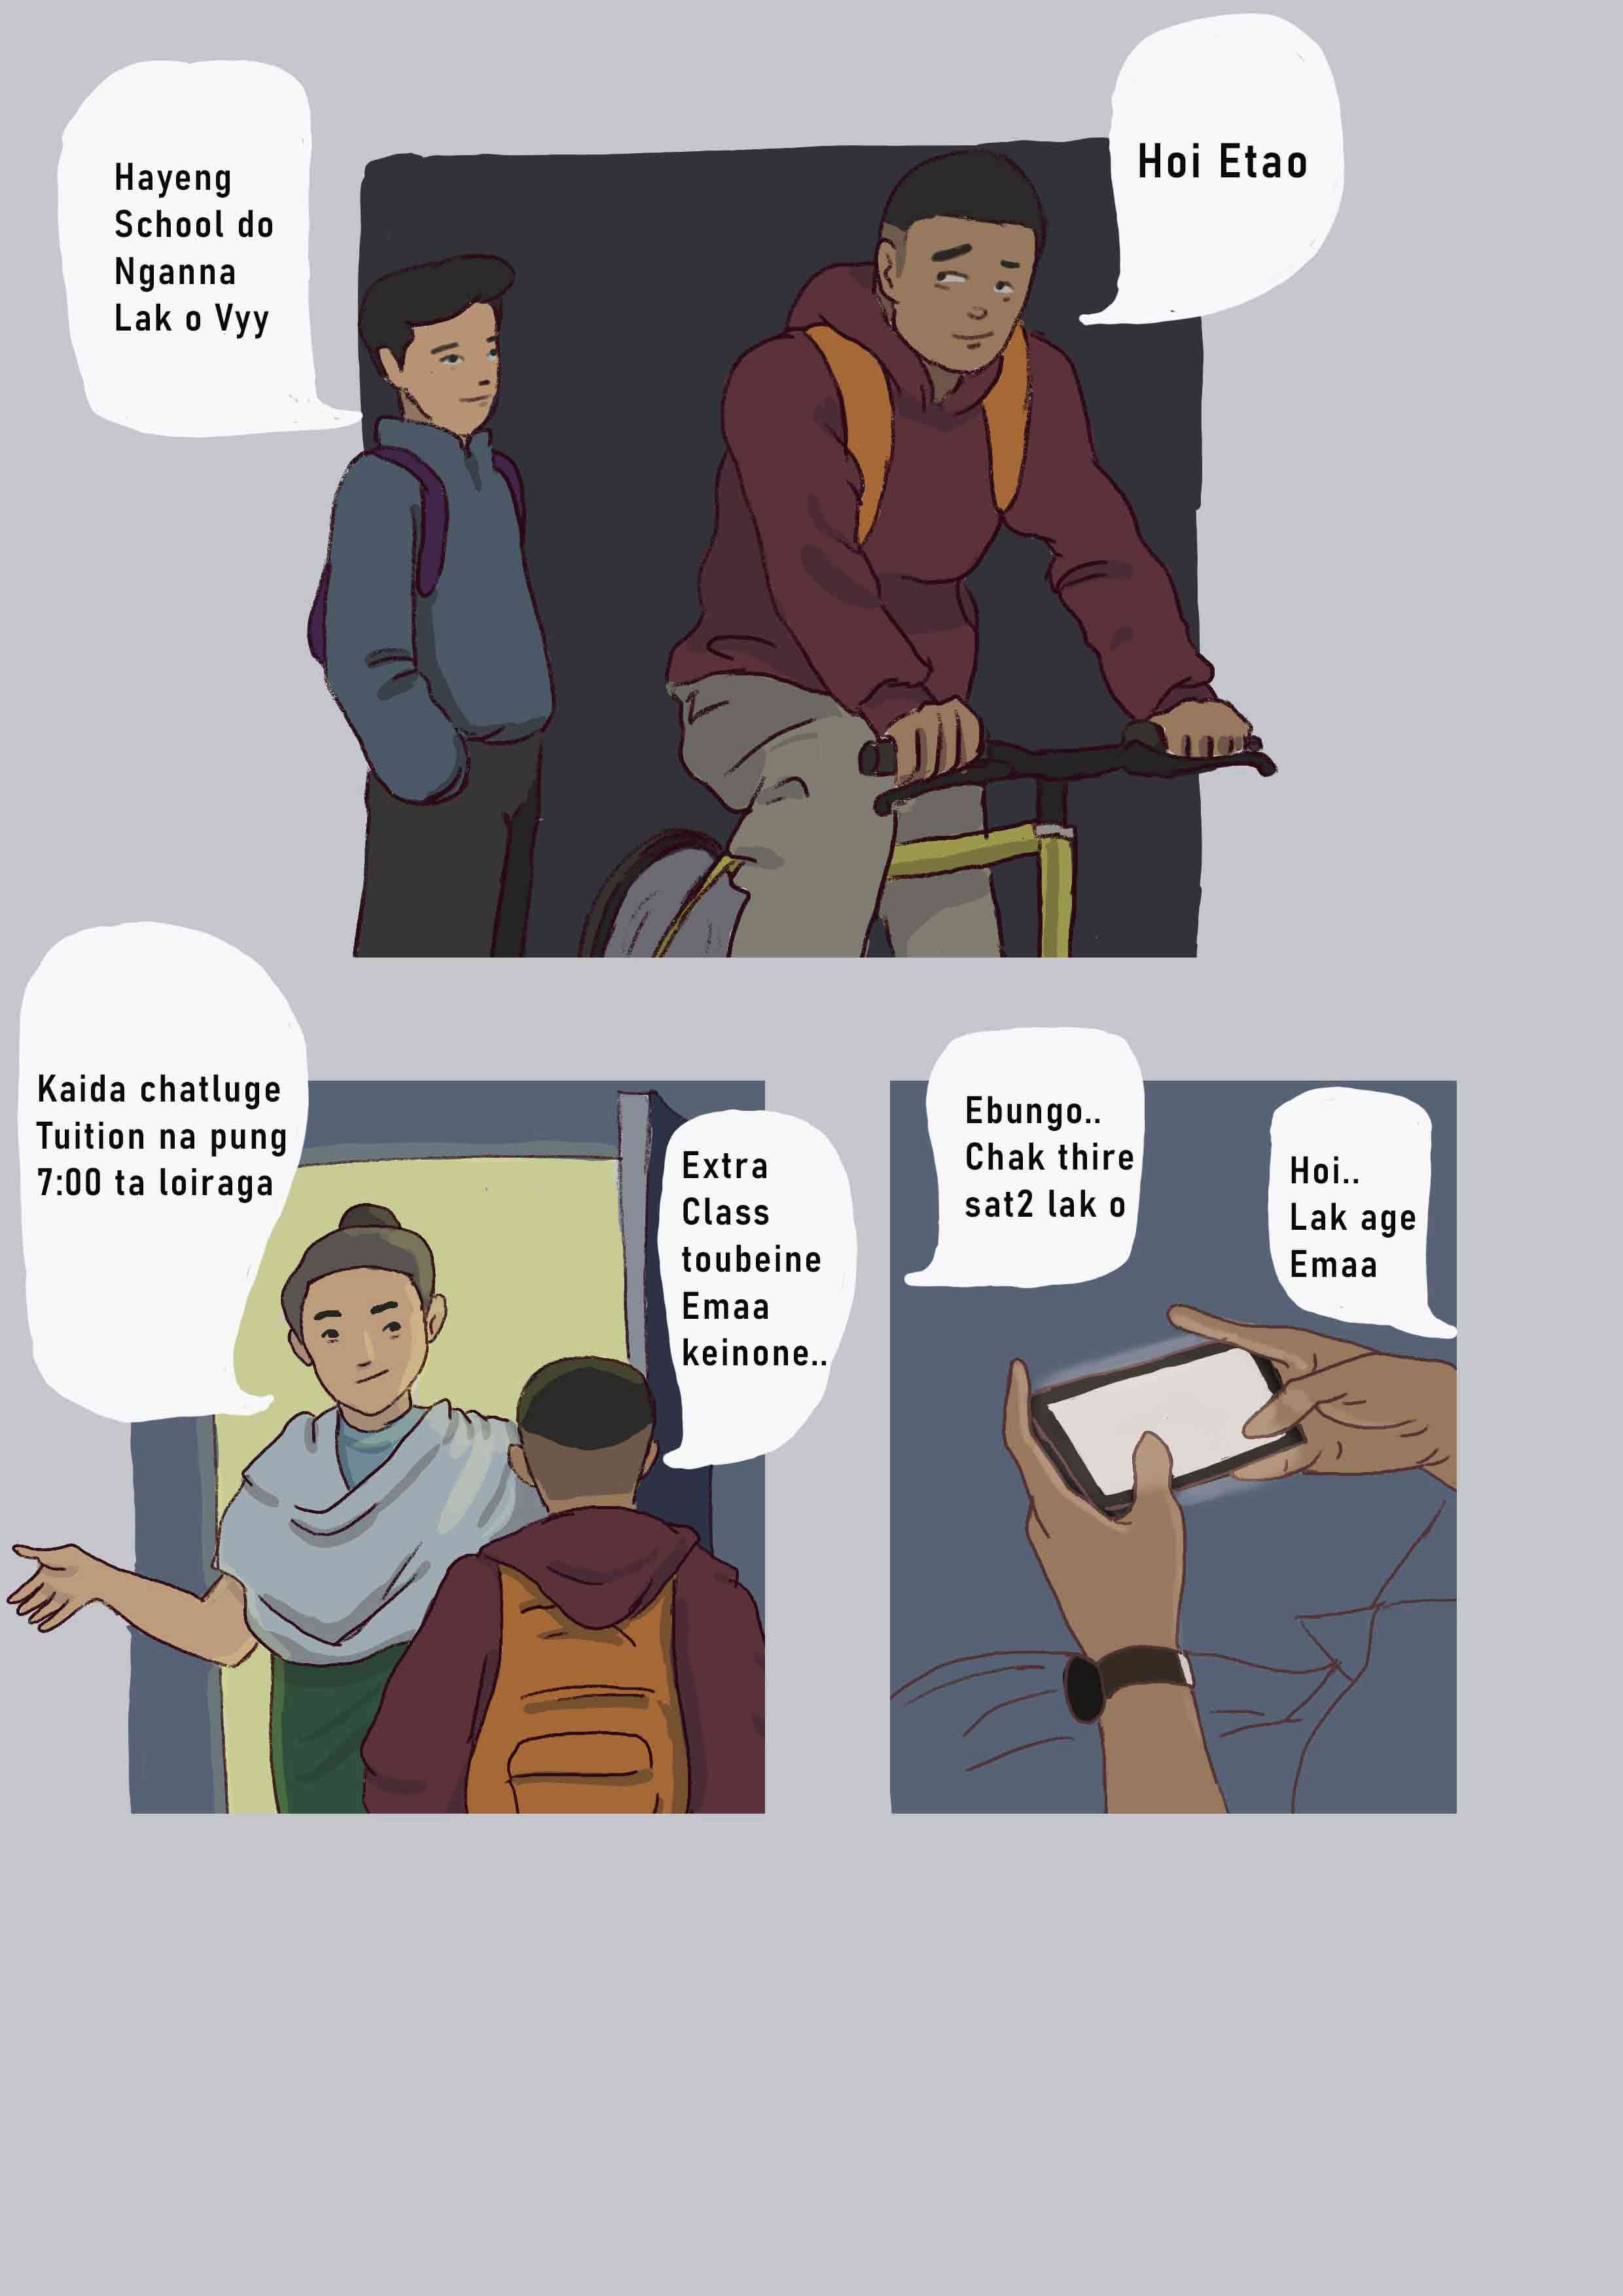 Hayeng
School do
Nganna
Lak o Vyy
Hoi Etao
Kaida chatluge
Tuition na pung
7:00 ta loiraga
Extra
Class
toubeine
Emaa
keinone..
Ebungo..
Chak thire
sat2 lak o
Hoi..
Lak age
Emaa